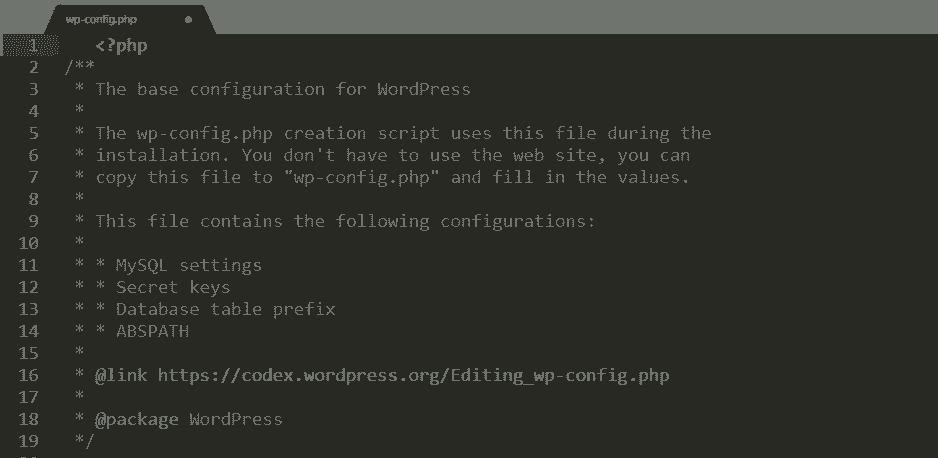 wp-config.php
1 <?php
2 /**
3  * The base configuration for WordPress
4  *
5  * The wp-config.php creation script uses this file during the
6  * installation. You don't have to use the web site, you can
7  * copy this file to "wp-config.php" and fill in the values.
8  *
9  * This file contains the following configurations:
10  *
11  * * MySQL settings
12  * * Secret keys
13  * * Database table prefix
14  * * ABSPATH
15  *
16  * @link https://codex.wordpress.org/Editing_wp-config.php
17  *
18  * @package WordPress
19  */